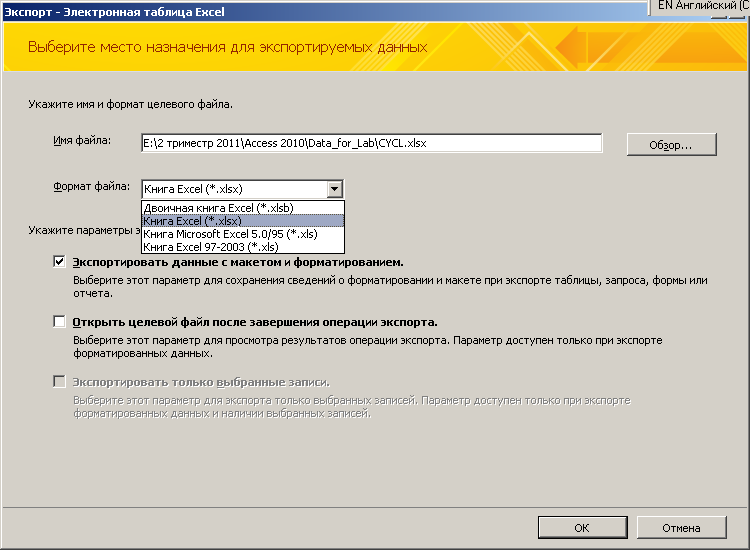 EN Английский (С
Экспорт - Электронная таблица Excel
Выберите место назначения для экспортируемых данных
Укажите имя и формат целевого файла.
Имя файла:
E:\2 триместр 2011\Access 2010\Data_for_Lab\CYCL.xlsx
Обзор...
Формат файла:
Книга Excel (*.xlsx)
Двоичная книга Excel (*.xlsb)
Книга Excel (*.xlsx)
Книга Microsoft Excel 5.0/95 (*.xls)
Книга Excel 97-2003 (*.xls)
Укажите параметры э
Экспортировать данные с макетом и форматированием.
Выберите этот параметр для сохранения сведений о форматировании и макете при экспорте таблицы, запроса, формы или
отчета.
Открыть целевой файл после завершения операции экспорта.
Выберите этот параметр для просмотра результатов операции экспорта. Параметр доступен только при экспорте
форматированных данных.
Экспортировать только выбранные записи.
Выберите этот параметр для экспорта только выбранных записей. Параметр доступен только при экспорте
форматированных данных и наличии выбранных записей.
ОК
Отмена